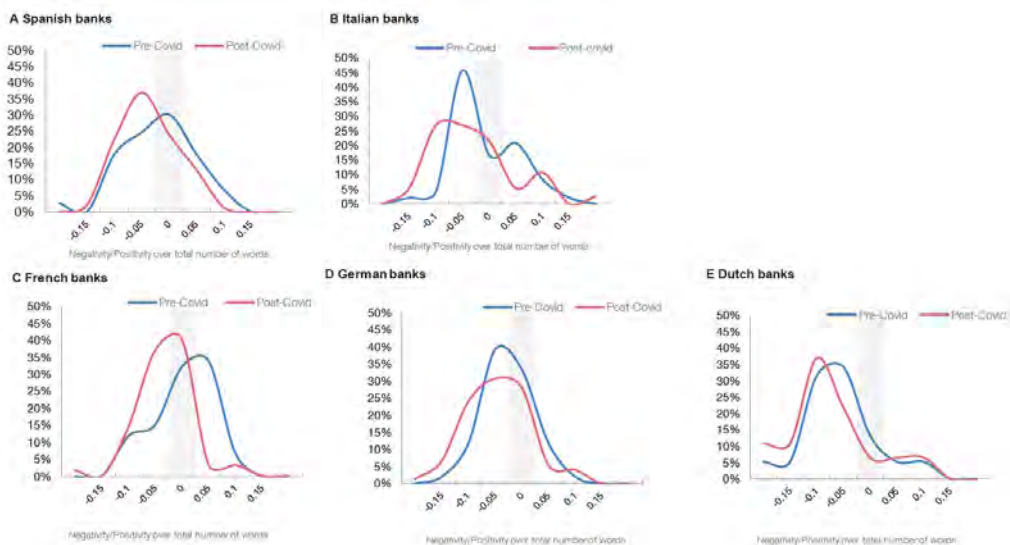 A Spanish banks
Pre-Covid Post-Covid
50%
45%
40%
35%
30%
25%
20%
15%
10%
5%
0%
-0.15 -0.1 -0.05 0 0.05 0.1 0.15
Negativity/Positivity over total number of words
B Italian banks
Pre-Covid Post-covid
50%
45%
40%
35%
30%
25%
20%
15%
10%
5%
0%
-0.15 -0.1 -0.05 0 0.05 0.1 0.15
Negativity/Positivity over total number of words
C French banks
Pre-Covid Post-Covid
50%
45%
40%
35%
30%
25%
20%
15%
10%
5%
0%
-0.15 -0.1 -0.05 0 0.05 0.1 0.15
Negativity/Positivity over total number of words
D German banks
Pre-Covid Post-Covid
50%
45%
40%
35%
30%
25%
20%
15%
10%
5%
0%
-0.15 -0.1 -0.05 0 0.05 0.1 0.15
Negativity/Positivity over total number of words
E Dutch banks
Pre-Covid Post-Covid
50%
45%
40%
35%
30%
25%
20%
15%
10%
5%
0%
-0.15 -0.1 -0.05 0 0.05 0.1 0.15
Negativity/Positivity over total number of words